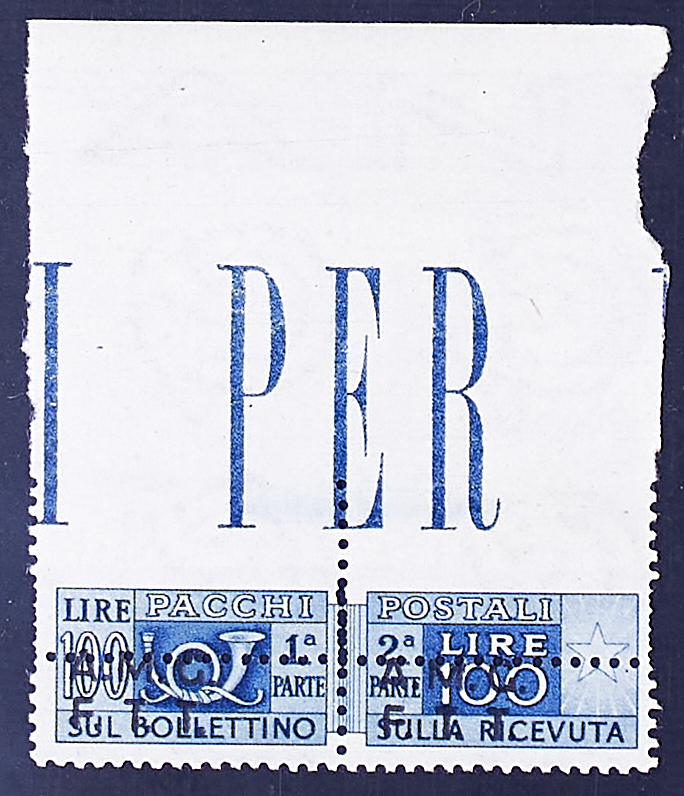 I PER
LIRE PACCHI POSTALI
100 1ª PARTE 2ª PARTE LIRE 100
A. M. G. A. M. G.
F. T. T. F. T. T.
SUL BOLLETTINO SULLA RICEVUTA